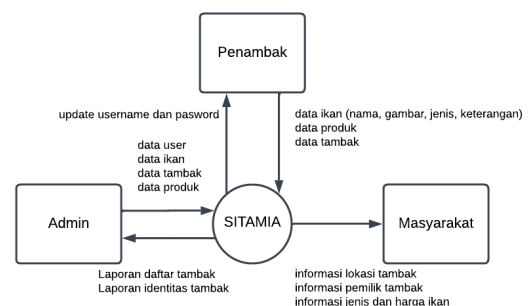 Penambak
update username dan pasword
data ikan (nama, gambar, jenis, keterangan)
data produk
data tambak
data user
data ikan
data tambak
data produk
Admin
SITAMIA
Masyarakat
Laporan daftar tambak
Laporan identitas tambak
informasi lokasi tambak
informasi pemilik tambak
informasi jenis dan harga ikan